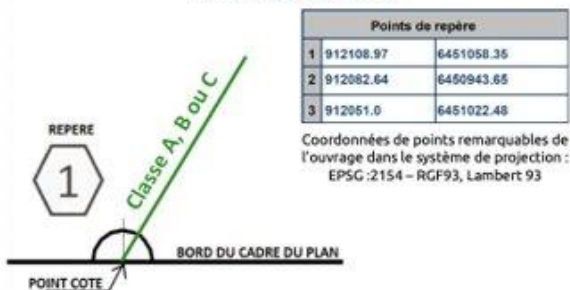 Points de repère
1 912108.97 6451058.35
2 912082.64 6450943.65
3 912051.0 6451022.48
Coordonnées de points remarquables de
l'ouvrage dans le système de projection :
EPSG :2154 – RGF93, Lambert 93
REPERE
1
Classe A, B ou C
BORD DU CADRE DU PLAN
POINT COTE